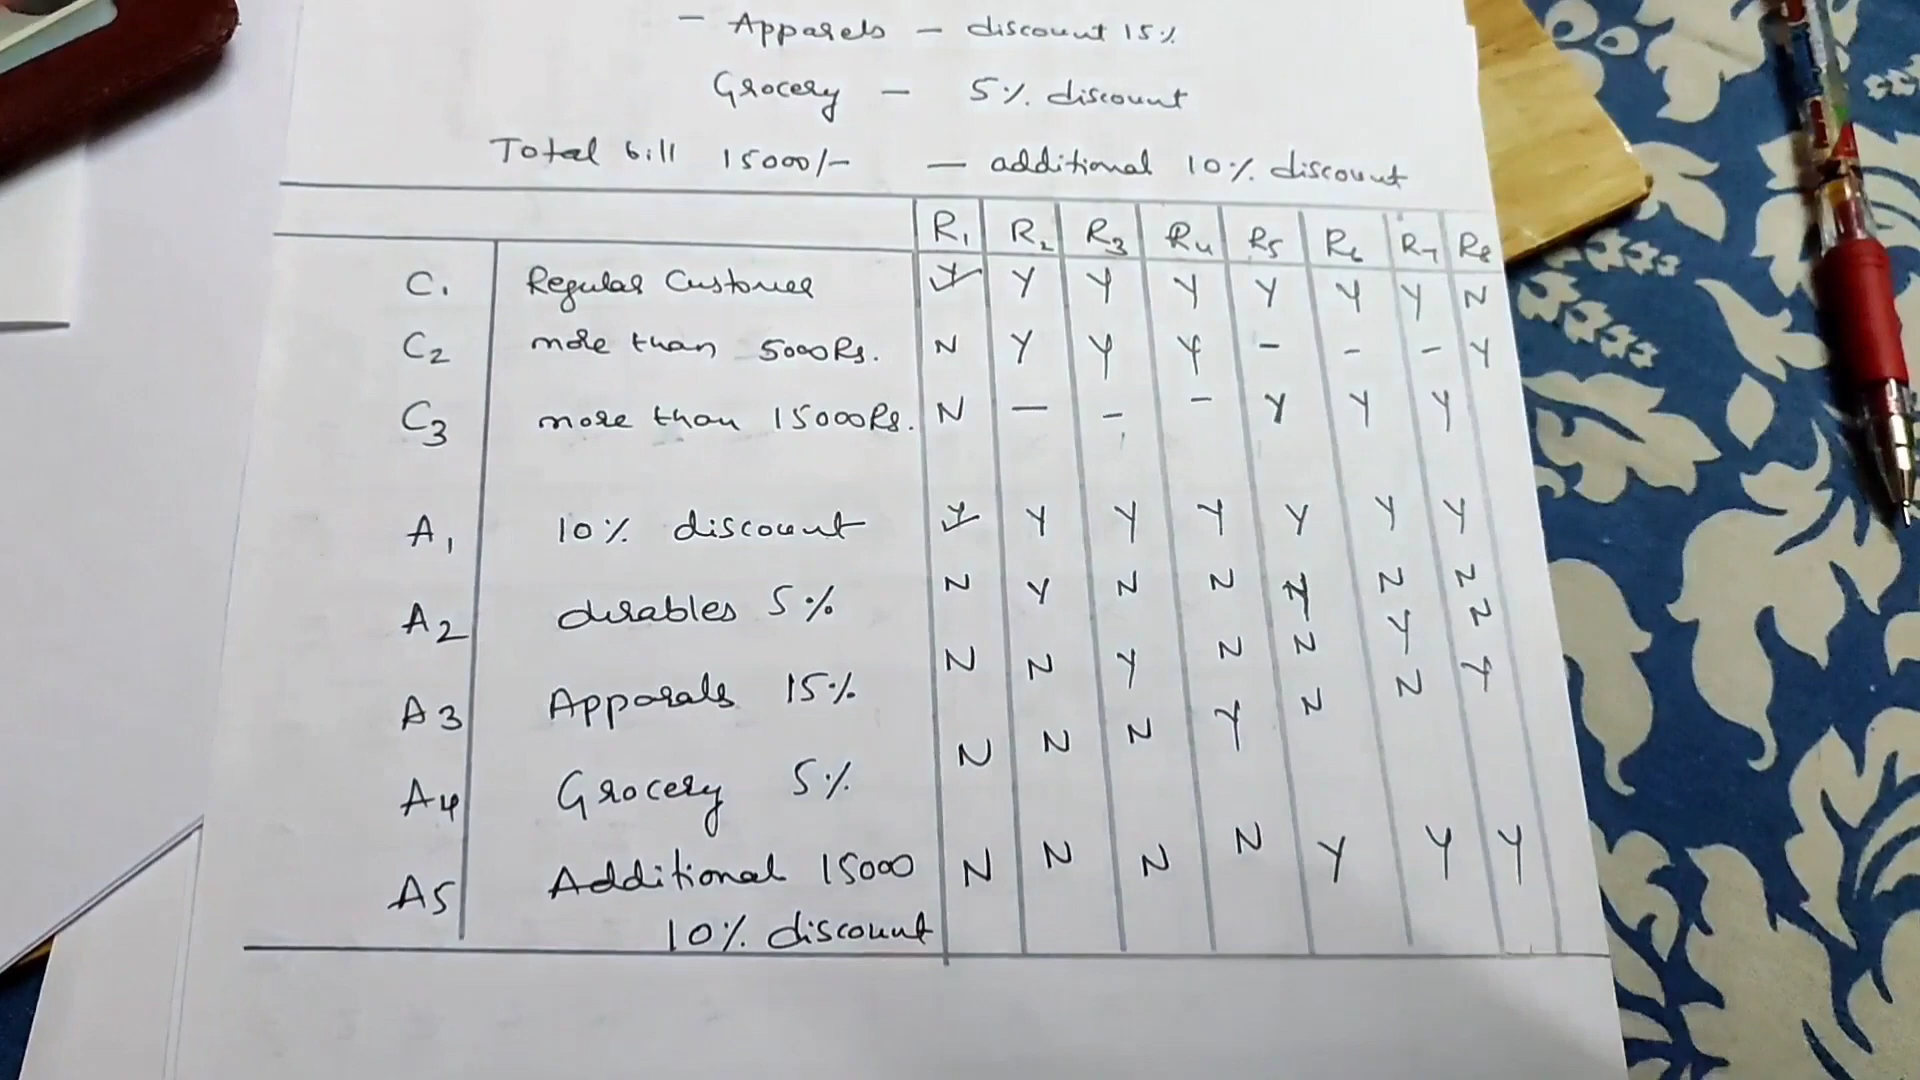 - Apparels - discount 15%
Grocery - 5% discount
Total bill 15000/- - additional 10% discount
R1 R2 R3 R4 R5 R6 R7 R8
C1 Regular Customer Y Y Y Y Y Y Y N
C2 more than 5000Rs. N Y Y Y - - - Y
C3 more than 15000Rs. N - - - Y Y Y
A1 10% discount Y Y Y Y Y Y Y
A2 durables 5% N Y N N Y N N
A3 Apparals 15% N N Y N N Y N
A4 Grocery 5% N N N Y N N Y
A5 Additional 15000 N N N N Y Y Y
10% discount